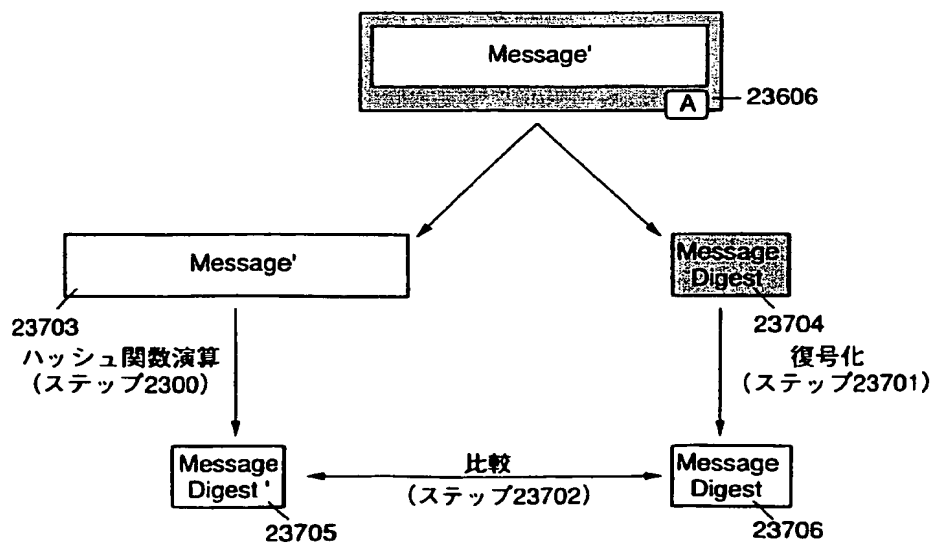 Message'
A
23606
Message'
23703
Message
Digest
23704
ハッシュ関数演算
(ステップ2300)
復号化
(ステップ23701)
Message
Digest '
23705
比較
(ステップ23702)
Message
Digest
23706